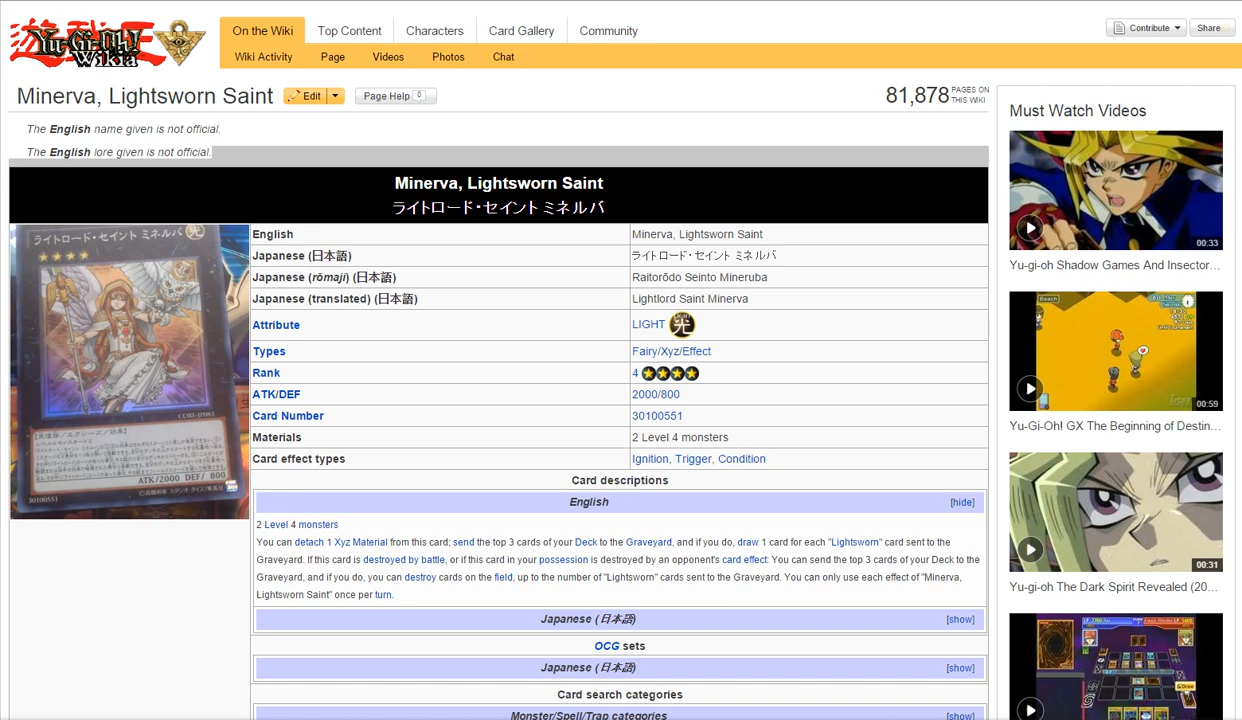 遊戯王
Yu-Gi-Oh!
Wikia
On the Wiki
Top Content
Characters
Card Gallery
Community
Contribute
Share
Wiki Activity
Page
Videos
Photos
Chat
Minerva, Lightsworn Saint
Edit
Page Help 0
81,878 PAGES ON THIS WIKI
The English name given is not official.
The English lore given is not official.
Minerva, Lightsworn Saint
ライトロード・セイント ミネルバ
ライトロード・セイント ミネルバ 光
CORE-JP083
ATK/2000 DEF/ 800
30100551
English Minerva, Lightsworn Saint
Japanese (日本語) ライトロード・セイント ミネルバ
Japanese (rōmaji) (日本語) Raitorōdo Seinto Mineruba
Japanese (translated) (日本語) Lightlord Saint Minerva
Attribute LIGHT 光
Types Fairy/Xyz/Effect
Rank 4
ATK/DEF 2000/800
Card Number 30100551
Materials 2 Level 4 monsters
Card effect types Ignition, Trigger, Condition
Card descriptions
English [hide]
2 Level 4 monsters
You can detach 1 Xyz Material from this card; send the top 3 cards of your Deck to the Graveyard, and if you do, draw 1 card for each "Lightsworn" card sent to the
Graveyard. If this card is destroyed by battle, or if this card in your possession is destroyed by an opponent's card effect: You can send the top 3 cards of your Deck to the
Graveyard, and if you do, you can destroy cards on the field, up to the number of "Lightsworn" cards sent to the Graveyard. You can only use each effect of "Minerva,
Lightsworn Saint" once per turn.
Japanese (日本語) [show]
OCG sets
Japanese (日本語) [show]
Card search categories
Monster/Spell/Trap categories [show]
Must Watch Videos
00:33
Yu-gi-oh Shadow Games And Insector...
Beach
IGN
00:59
Yu-Gi-Oh! GX The Beginning of Destin...
00:31
Yu-gi-oh The Dark Spirit Revealed (20...